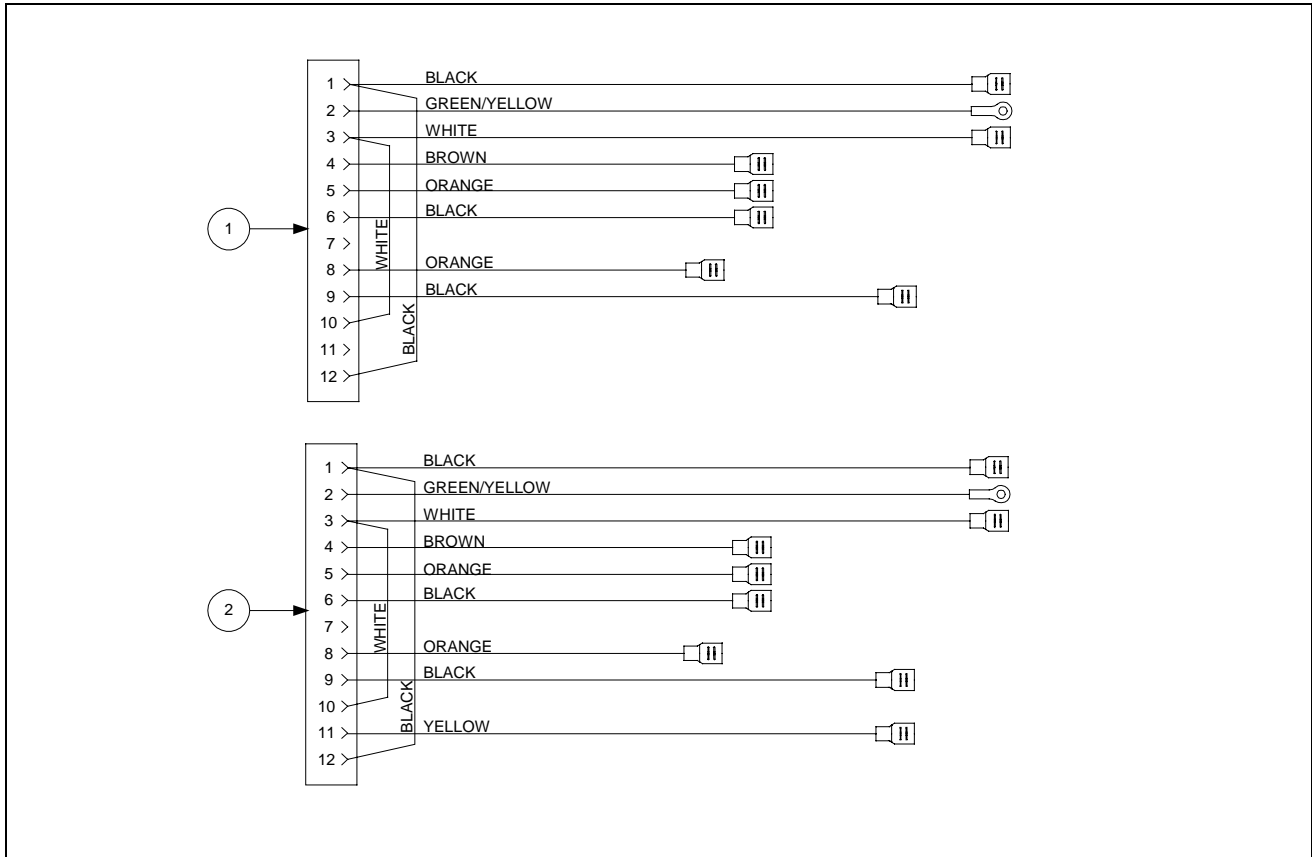 1 BLACK
2 GREEN/YELLOW
3 WHITE
4 BROWN
5 ORANGE
6 BLACK
7
8 ORANGE
9 BLACK
10
11
12
WHITE
BLACK
1
1 BLACK
2 GREEN/YELLOW
3 WHITE
4 BROWN
5 ORANGE
6 BLACK
7
8 ORANGE
9 BLACK
10
11 YELLOW
12
WHITE
BLACK
2